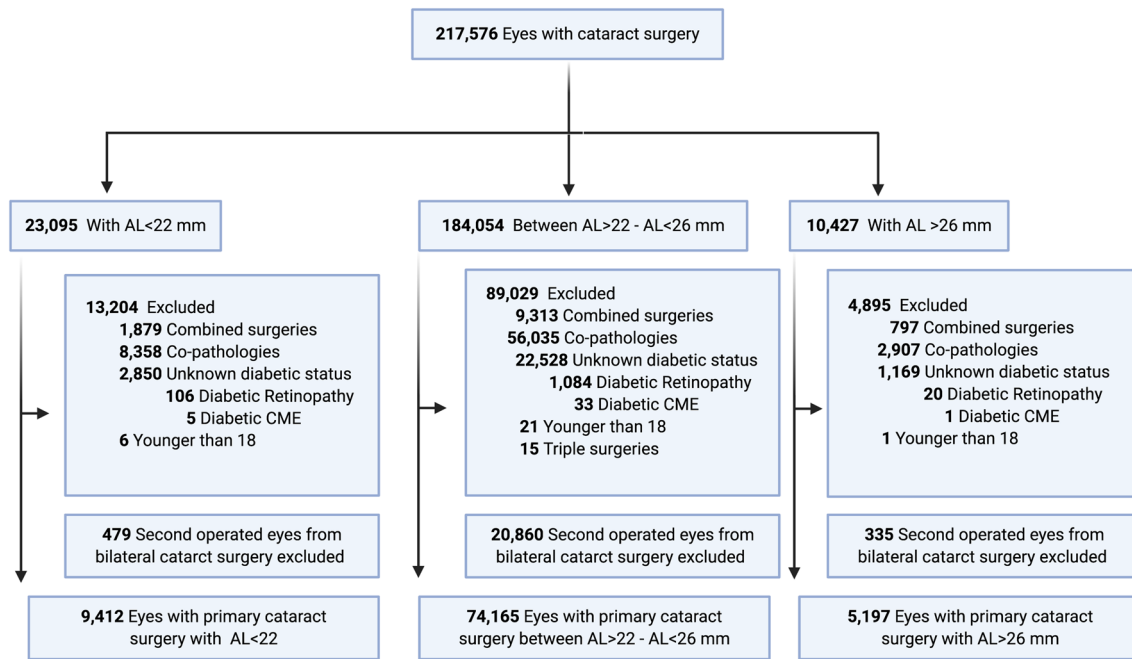 217,576 Eyes with cataract surgery
23,095 With AL<22 mm
184,054 Between AL>22 - AL<26 mm
10,427 With AL >26 mm
13,204 Excluded
1,879 Combined surgeries
8,358 Co-pathologies
2,850 Unknown diabetic status
106 Diabetic Retinopathy
5 Diabetic CME
6 Younger than 18
89,029 Excluded
9,313 Combined surgeries
56,035 Co-pathologies
22,528 Unknown diabetic status
1,084 Diabetic Retinopathy
33 Diabetic CME
21 Younger than 18
15 Triple surgeries
4,895 Excluded
797 Combined surgeries
2,907 Co-pathologies
1,169 Unknown diabetic status
20 Diabetic Retinopathy
1 Diabetic CME
1 Younger than 18
479 Second operated eyes from
bilateral catarct surgery excluded
20,860 Second operated eyes from
bilateral catarct surgery excluded
335 Second operated eyes from
bilateral catarct surgery excluded
9,412 Eyes with primary cataract
surgery with AL<22
74,165 Eyes with primary cataract
surgery between AL>22 - AL<26 mm
5,197 Eyes with primary cataract
surgery with AL>26 mm